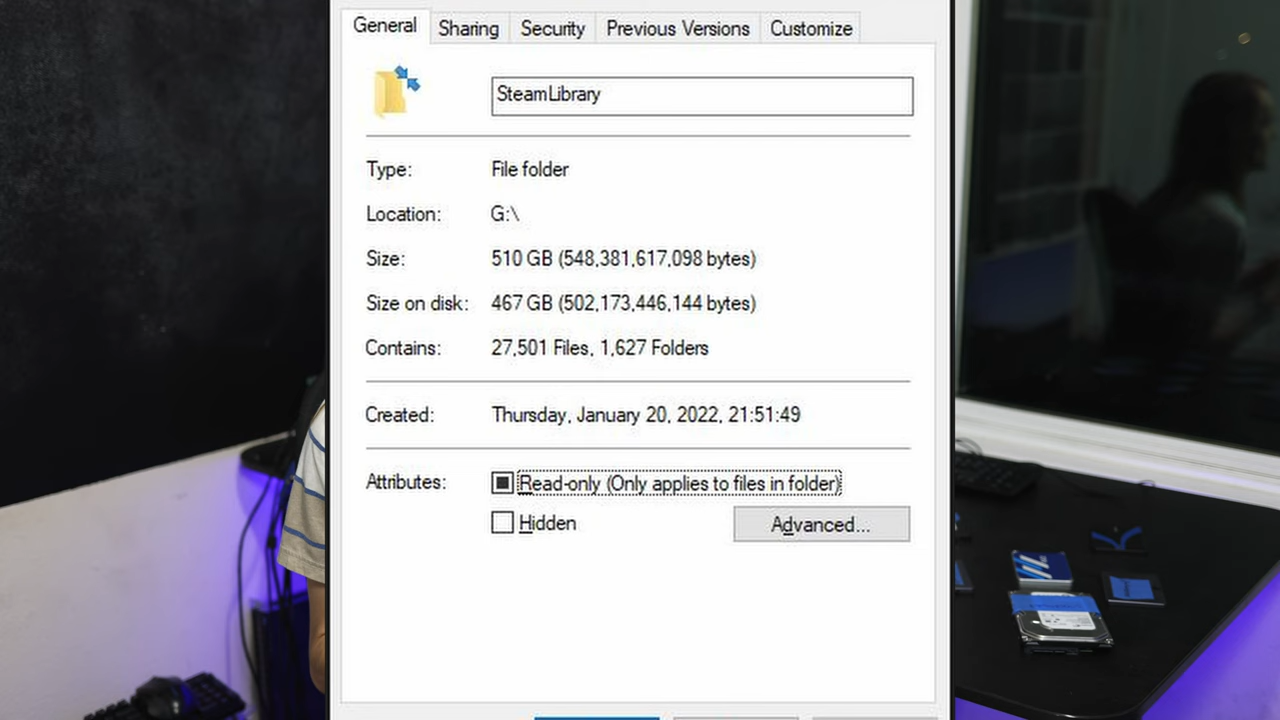 General Sharing Security Previous Versions Customize
SteamLibrary
Type: File folder
Location: G:\
Size: 510 GB (548,381,617,098 bytes)
Size on disk: 467 GB (502,173,446,144 bytes)
Contains: 27,501 Files, 1,627 Folders
Created: Thursday, January 20, 2022, 21:51:49
Attributes: Read-only (Only applies to files in folder)
Hidden Advanced...